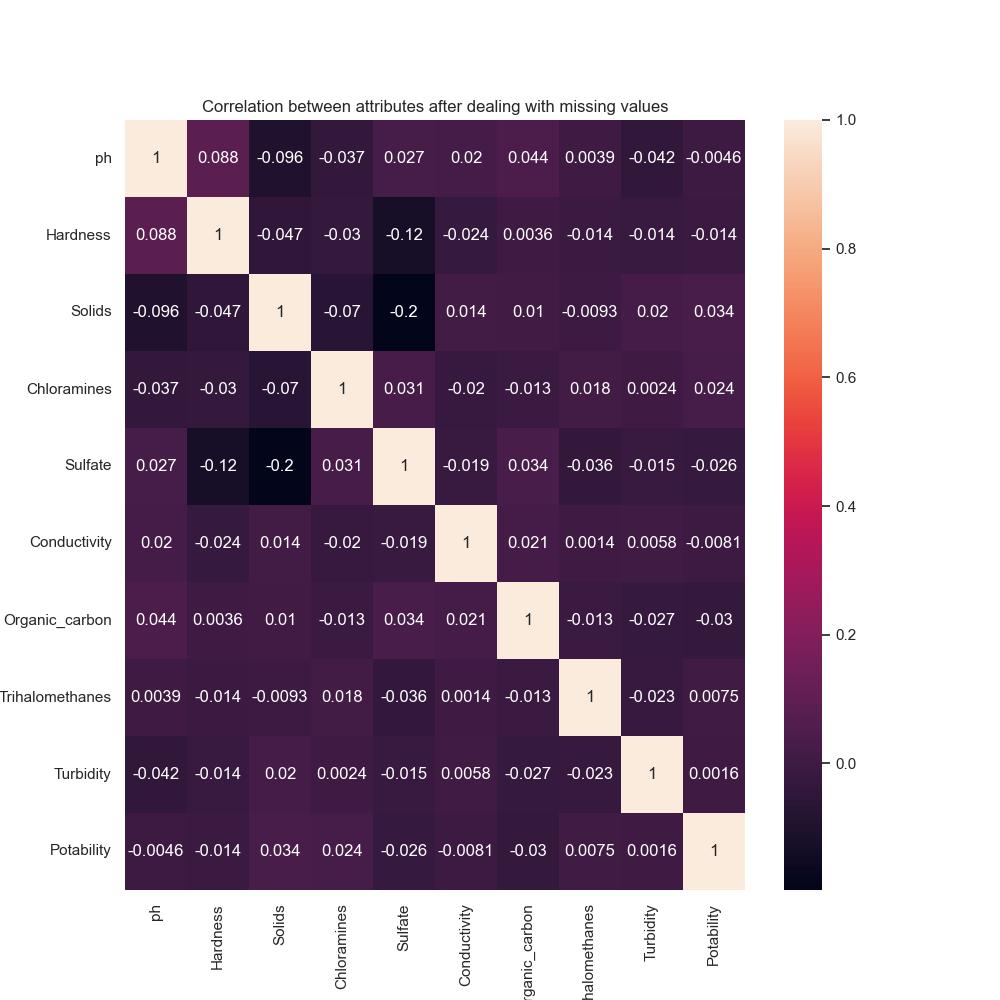 Correlation between attributes after dealing with missing values
ph 1 0.088 -0.096 -0.037 0.027 0.02 0.044 0.0039 -0.042 -0.0046
Hardness 0.088 1 -0.047 -0.03 -0.12 -0.024 0.0036 -0.014 -0.014 -0.014
Solids -0.096 -0.047 1 -0.07 -0.2 0.014 0.01 -0.0093 0.02 0.034
Chloramines -0.037 -0.03 -0.07 1 0.031 -0.02 -0.013 0.018 0.0024 0.024
Sulfate 0.027 -0.12 -0.2 0.031 1 -0.019 0.034 -0.036 -0.015 -0.026
Conductivity 0.02 -0.024 0.014 -0.02 -0.019 1 0.021 0.0014 0.0058 -0.0081
Organic_carbon 0.044 0.0036 0.01 -0.013 0.034 0.021 1 -0.013 -0.027 -0.03
Trihalomethanes 0.0039 -0.014 -0.0093 0.018 -0.036 0.0014 -0.013 1 -0.023 0.0075
Turbidity -0.042 -0.014 0.02 0.0024 -0.015 0.0058 -0.027 -0.023 1 0.0016
Potability -0.0046 -0.014 0.034 0.024 -0.026 -0.0081 -0.03 0.0075 0.0016 1
ph
Hardness
Solids
Chloramines
Sulfate
Conductivity
rganic_carbon
halomethanes
Turbidity
Potability
1.0
0.8
0.6
0.4
0.2
0.0